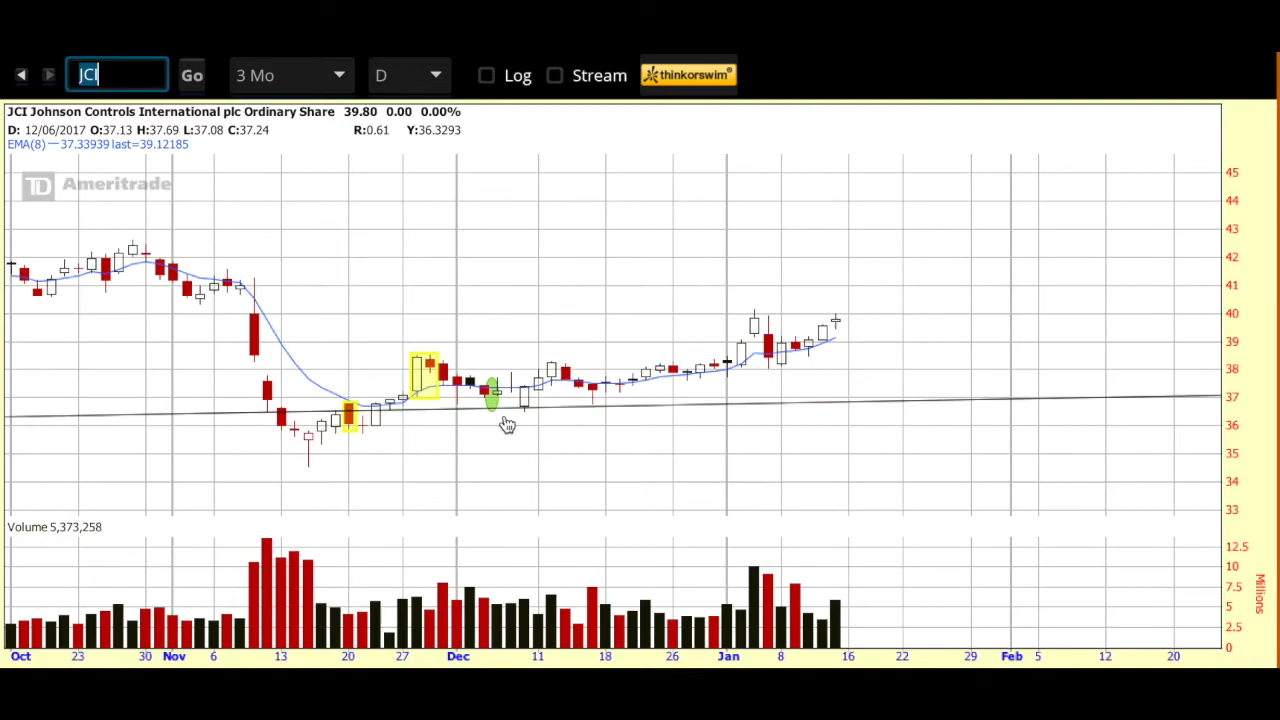 JCI Go 3 Mo D Log Stream thinkorswim®
JCI Johnson Controls International plc Ordinary Share 39.80 0.00 0.00%
D: 12/06/2017 O:37.13 H:37.69 L:37.08 C:37.24 R:0.61 Y:36.3293
EMA(8) — 37.33939 last=39.12185
TD Ameritrade
45
44
43
42
41
40
39
38
37
36
35
34
33
Volume 5,373,258
12.5
10
7.5
5
2.5
0
Millions
Oct 23 30 Nov 6 13 20 27 Dec 11 18 26 Jan 8 16 22 29 Feb 5 12 20